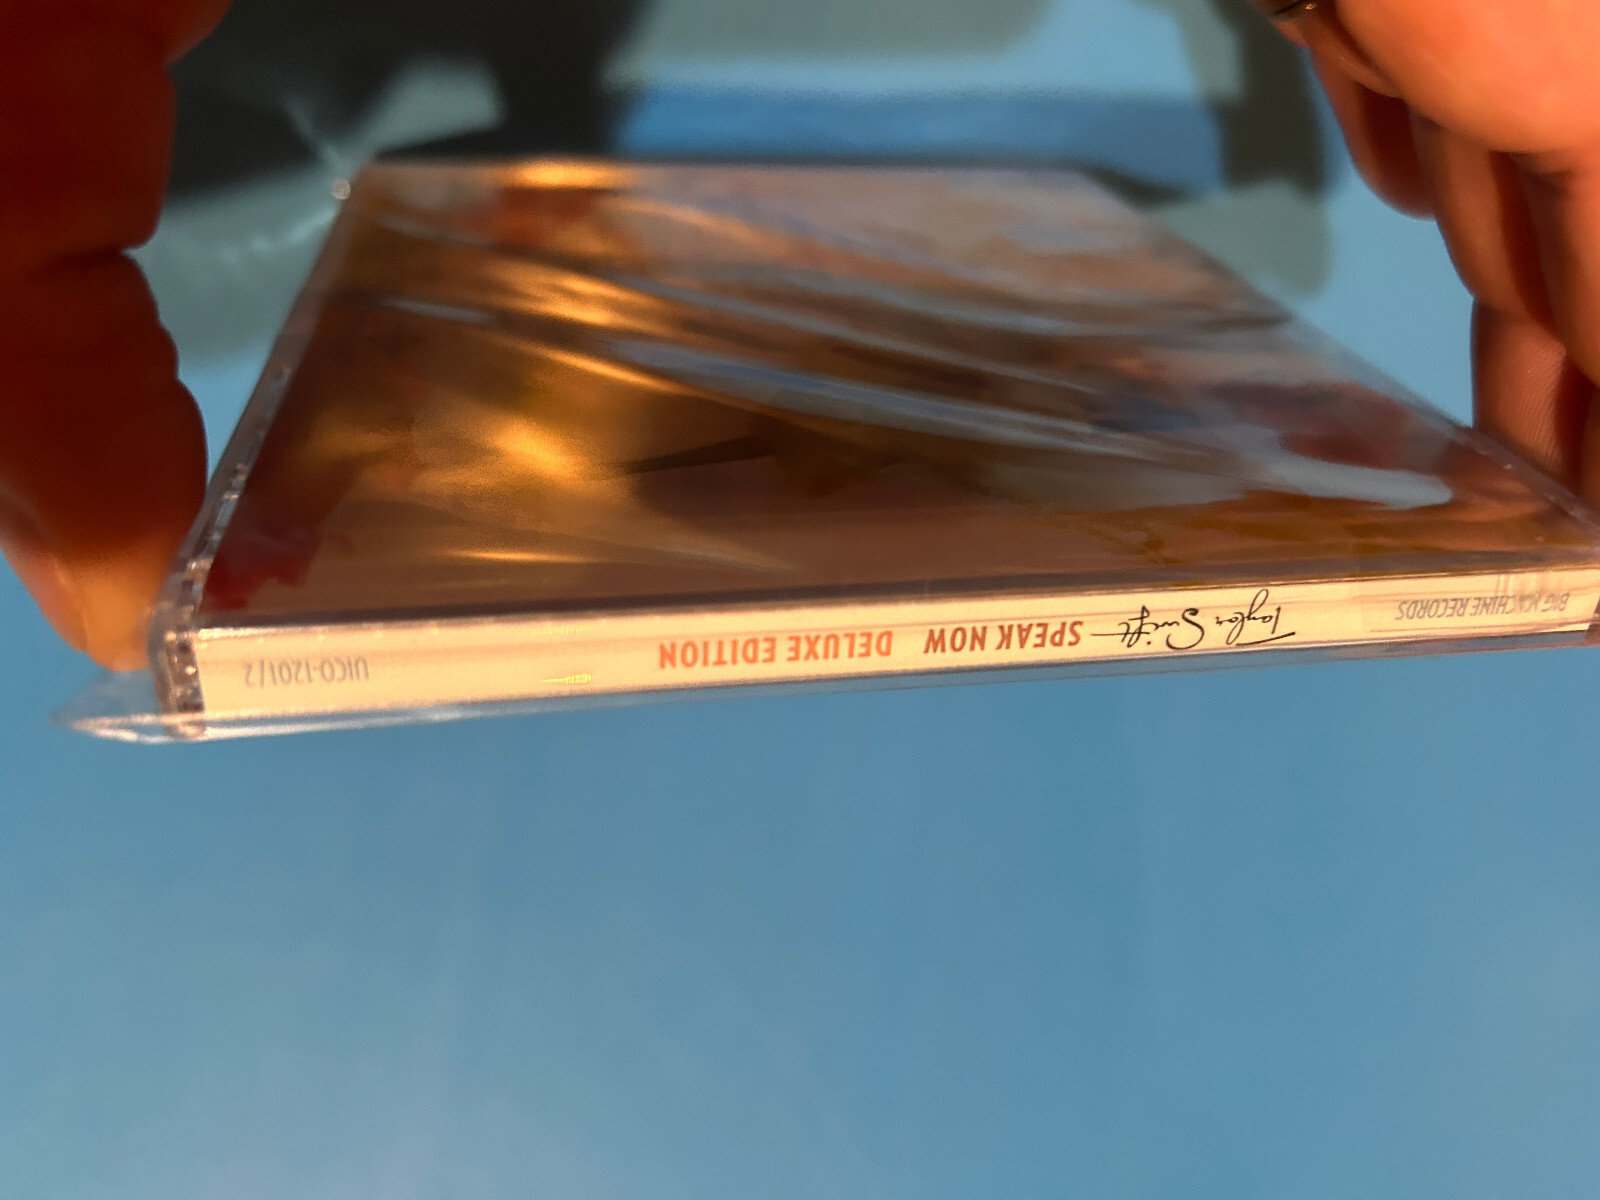 BIG MACHINE RECORDS Taylor Swift SPEAK NOW DELUXE EDITION UICO-1201/2